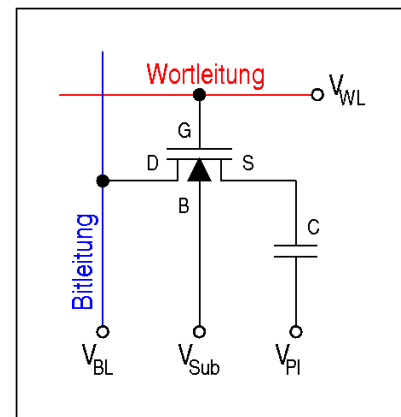 Wortleitung
V_WL
G
D
S
B
C
Bitleitung
V_BL
V_Sub
V_Pl